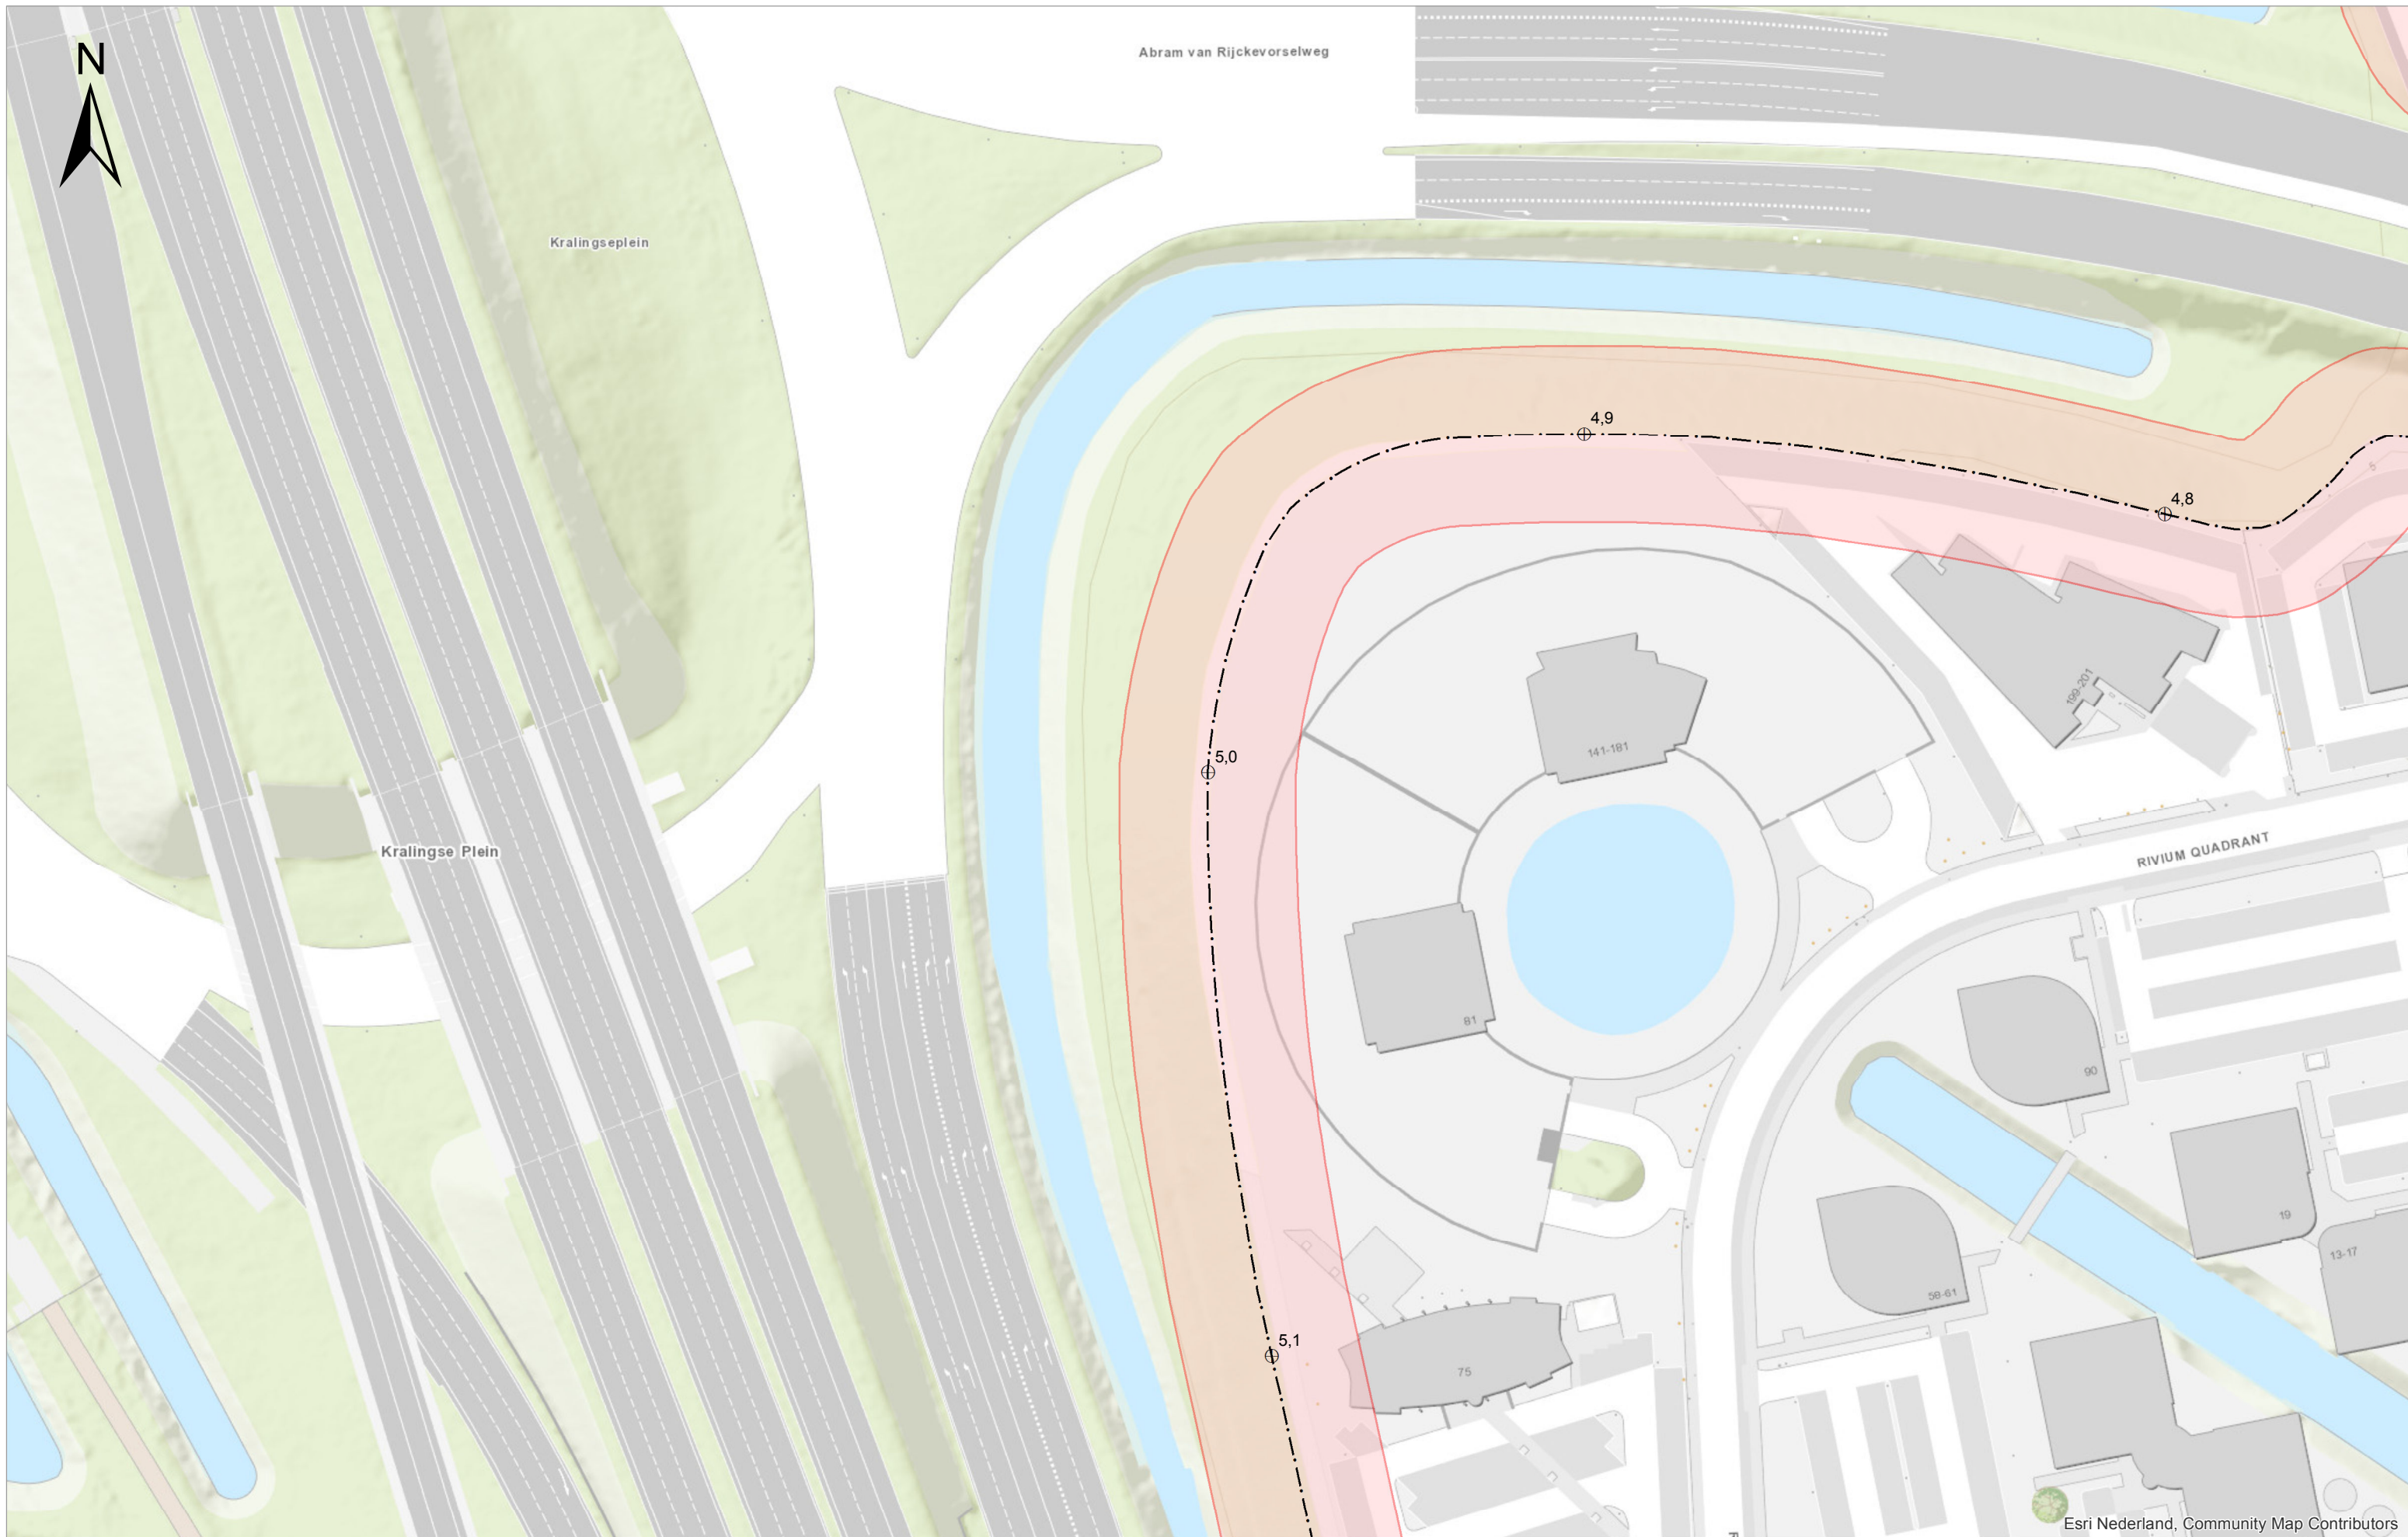 N
Abram van Rijckevorselweg
Kralingseplein
4,9
5
4,8
199-201
141-181
5,0
Kralingse Plein
RIVIUM QUADRANT
81
90
19
13-17
58-61
5,1
75
Esri Nederland, Community Map Contributors